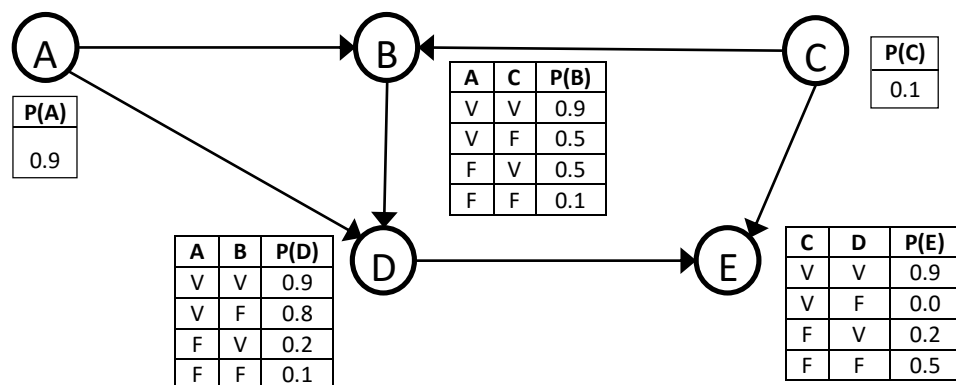 A
B
C
P(A)
0.9
A C P(B)
V V 0.9
V F 0.5
F V 0.5
F F 0.1
P(C)
0.1
A B P(D)
V V 0.9
V F 0.8
F V 0.2
F F 0.1
D
E
C D P(E)
V V 0.9
V F 0.0
F V 0.2
F F 0.5